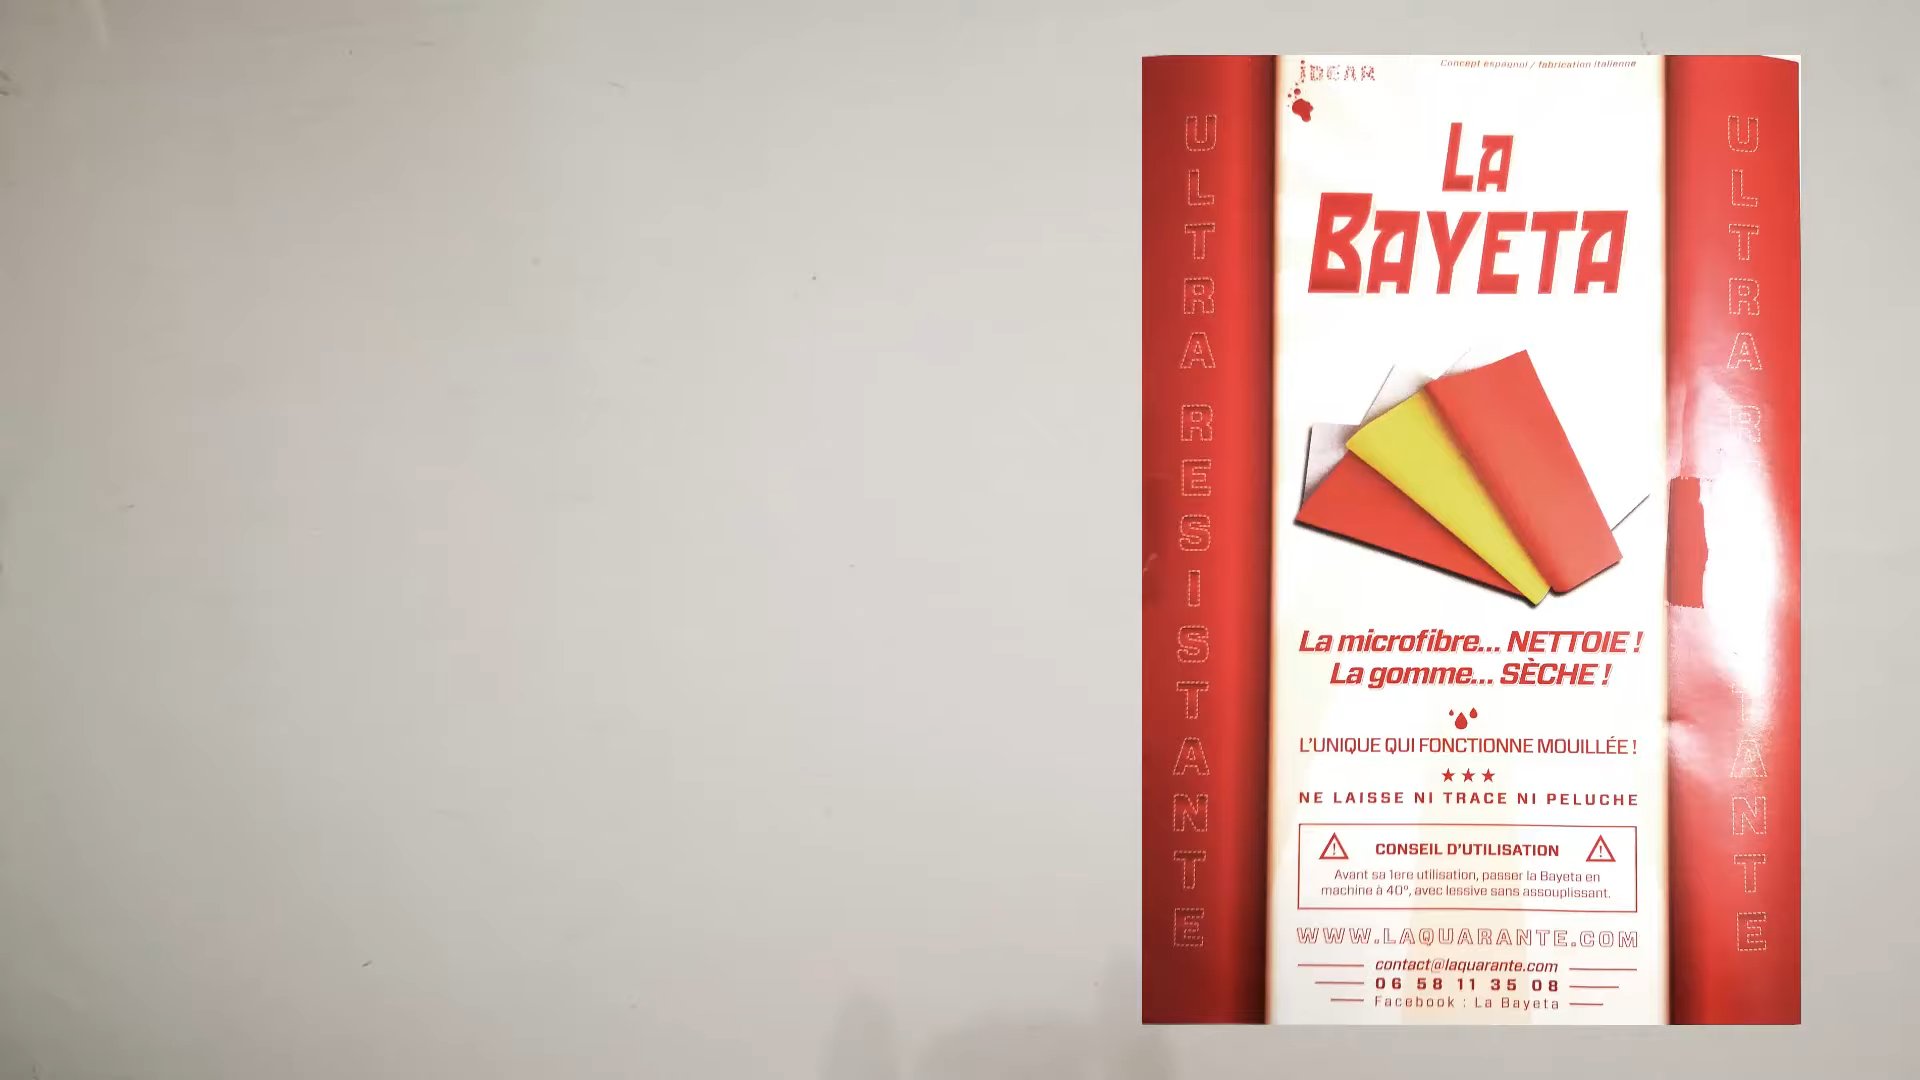 iDEAR
Concept espagnol / fabrication italienne
LA
BAYETA
ULTRA RESISTANTE
ULTRA R TANTE
La microfibre... NETTOIE !
La gomme... SÈCHE !
L'UNIQUE QUI FONCTIONNE MOUILLÉE !
NE LAISSE NI TRACE NI PELUCHE
CONSEIL D'UTILISATION
Avant sa 1ere utilisation, passer la Bayeta en
machine à 40°, avec lessive sans assouplissant.
WWW.LAQUARANTE.COM
contact@laquarante.com
06 58 11 35 08
Facebook : La Bayeta